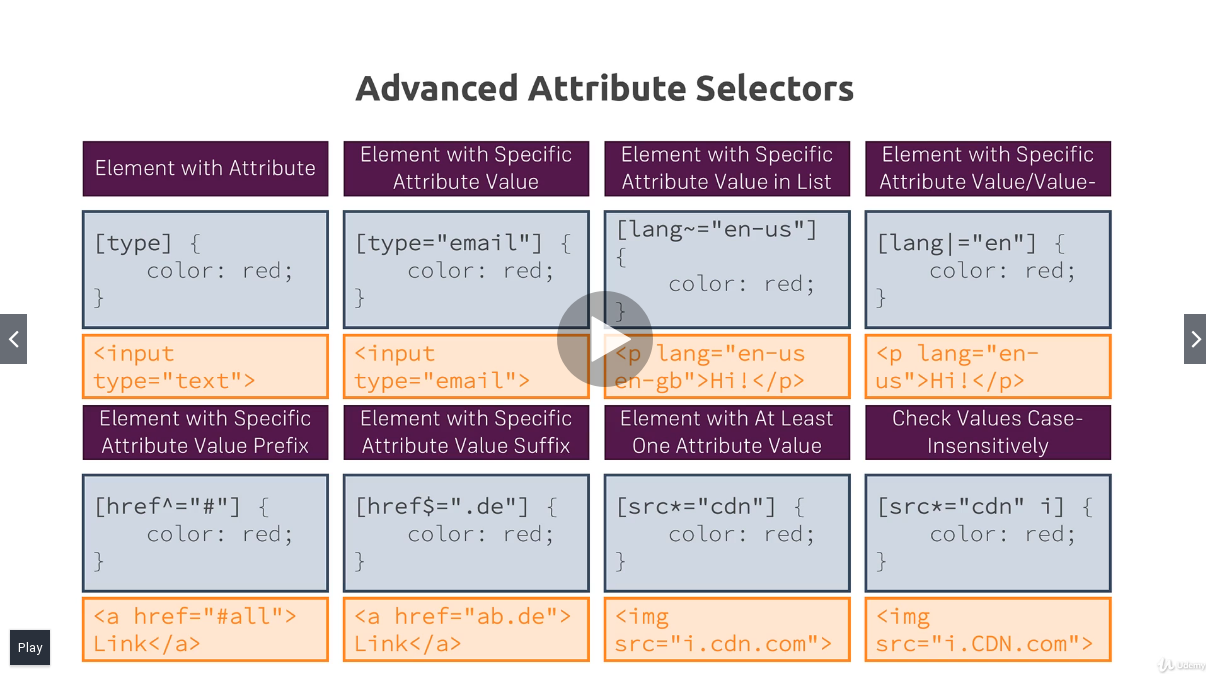 Advanced Attribute Selectors
Element with Attribute
[type] {
color: red;
}
<input
type="text">
Element with Specific
Attribute Value
[type="email"] {
color: red;
}
<input
type="email">
Element with Specific
Attribute Value in List
[lang~="en-us"]
{
color: red;
}
<p lang="en-us
en-gb">Hi!</p>
Element with Specific
Attribute Value/Value-
[lang|="en"] {
color: red;
}
<p lang="en-
us">Hi!</p>
Element with Specific
Attribute Value Prefix
[href^="#"] {
color: red;
}
<a href="#all">
Link</a>
Element with Specific
Attribute Value Suffix
[href$=".de"] {
color: red;
}
<a href="ab.de">
Link</a>
Element with At Least
One Attribute Value
[src*="cdn"] {
color: red;
}
<img
src="i.cdn.com">
Check Values Case-
Insensitively
[src*="cdn" i] {
color: red;
}
<img
src="i.CDN.com">
Play
Udemy